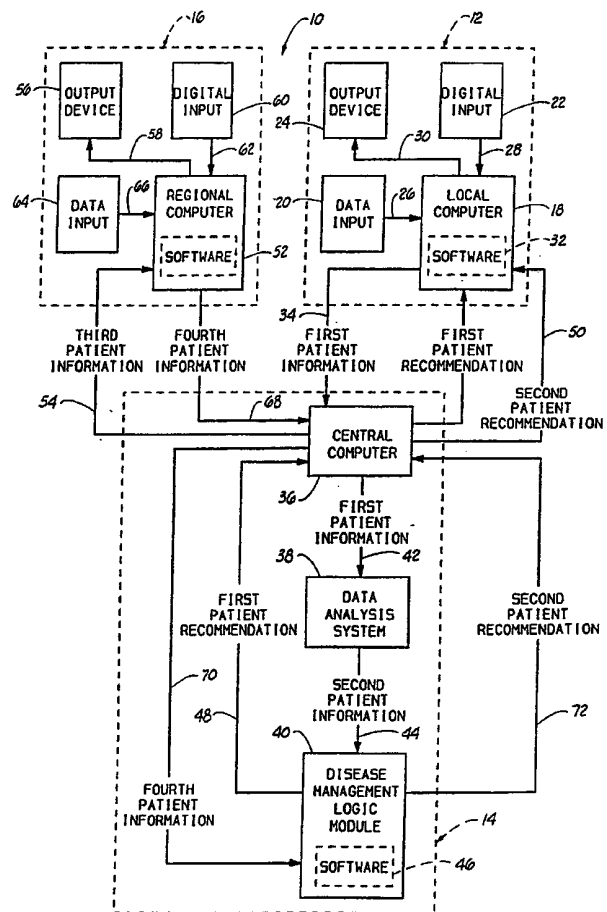 16
10
12
56
OUTPUT
DEVICE
DIGITAL
INPUT
60
58
62
64
DATA
INPUT
66
REGIONAL
COMPUTER
SOFTWARE
52
24
OUTPUT
DEVICE
DIGITAL
INPUT
22
30
28
20
DATA
INPUT
26
LOCAL
COMPUTER
18
SOFTWARE
32
34
50
THIRD
PATIENT
INFORMATION
FOURTH
PATIENT
INFORMATION
FIRST
PATIENT
INFORMATION
FIRST
PATIENT
RECOMMENDATION
SECOND
PATIENT
RECOMMENDATION
54
68
CENTRAL
COMPUTER
36
FIRST
PATIENT
INFORMATION
42
38
DATA
ANALYSIS
SYSTEM
FIRST
PATIENT
RECOMMENDATION
SECOND
PATIENT
RECOMMENDATION
70
48
72
SECOND
PATIENT
INFORMATION
40
44
DISEASE
MANAGEMENT
LOGIC
MODULE
SOFTWARE
46
FOURTH
PATIENT
INFORMATION
14